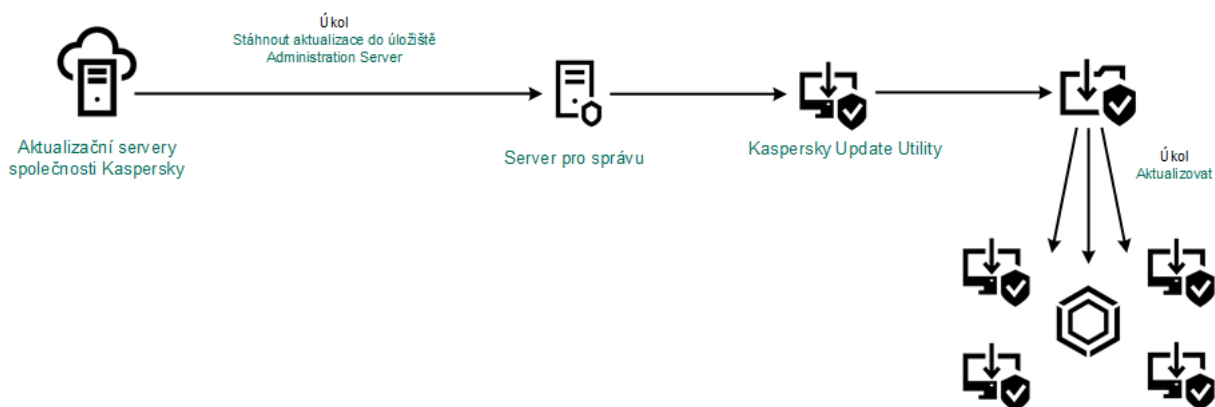 Úkol
Stáhnout aktualizace do úložiště
Administration Server
Aktualizační servery
společnosti Kaspersky
Server pro správu
Kaspersky Update Utility
Úkol
Aktualizovat